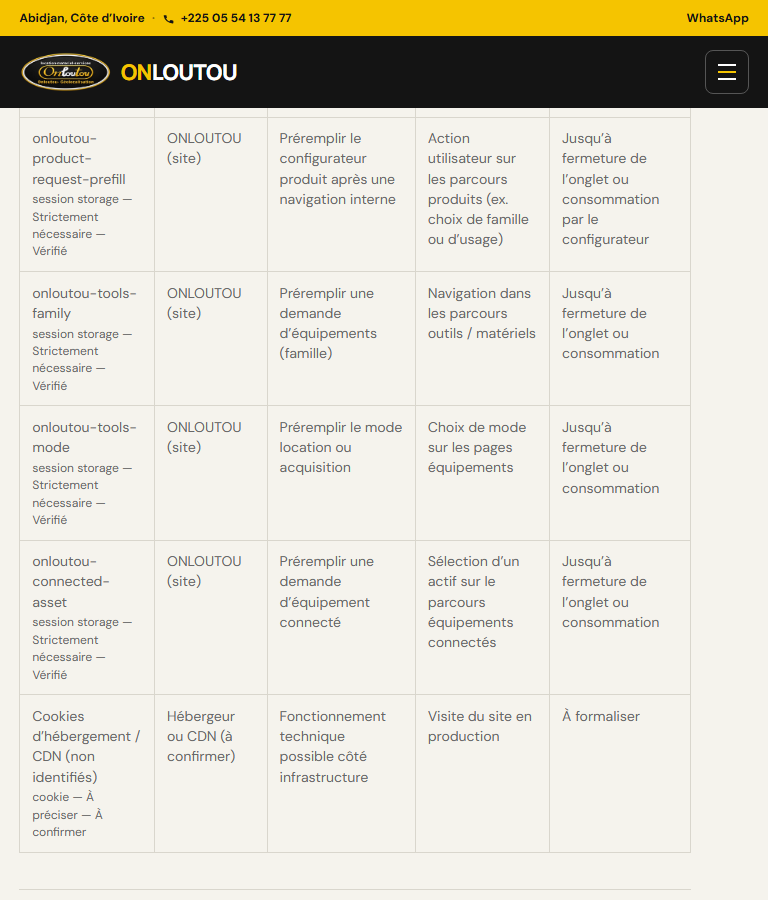 Abidjan, Côte d’Ivoire · +225 05 54 13 77 77
WhatsApp
OnLoutou
ONLOUTOU
onloutou-
product-
request-prefill
session storage —
Strictement
nécessaire —
Vérifié
ONLOUTOU
(site)
Préremplir le
configurateur
produit après une
navigation interne
Action
utilisateur sur
les parcours
produits (ex.
choix de famille
ou d’usage)
Jusqu’à
fermeture de
l’onglet ou
consommation
par le
configurateur
onloutou-tools-
family
session storage —
Strictement
nécessaire —
Vérifié
ONLOUTOU
(site)
Préremplir une
demande
d’équipements
(famille)
Navigation dans
les parcours
outils / matériels
Jusqu’à
fermeture de
l’onglet ou
consommation
onloutou-tools-
mode
session storage —
Strictement
nécessaire —
Vérifié
ONLOUTOU
(site)
Préremplir le mode
location ou
acquisition
Choix de mode
sur les pages
équipements
Jusqu’à
fermeture de
l’onglet ou
consommation
onloutou-
connected-
asset
session storage —
Strictement
nécessaire —
Vérifié
ONLOUTOU
(site)
Préremplir une
demande
d’équipement
connecté
Sélection d’un
actif sur le
parcours
équipements
connectés
Jusqu’à
fermeture de
l’onglet ou
consommation
Cookies
d’hébergement /
CDN (non
identifiés)
cookie — À
préciser — À
confirmer
Hébergeur
ou CDN (à
confirmer)
Fonctionnement
technique
possible côté
infrastructure
Visite du site en
production
À formaliser